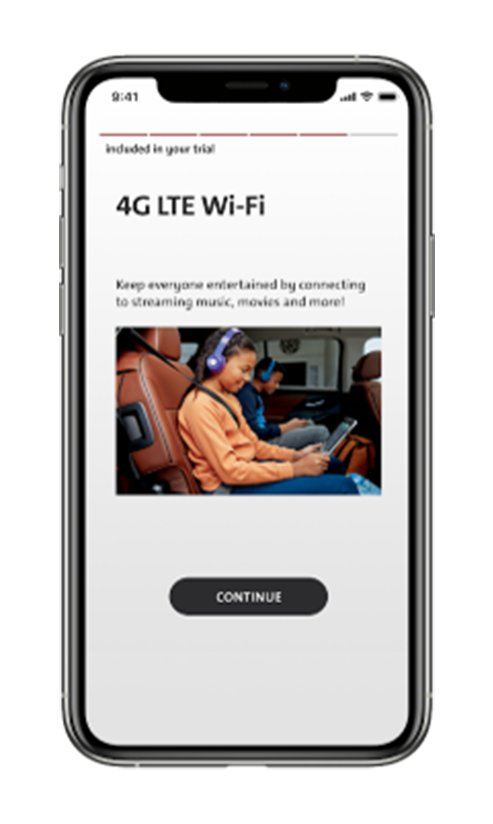 9:41
included in your trial
4G LTE Wi-Fi
Keep everyone entertained by connecting
to streaming music, movies and more!
CONTINUE